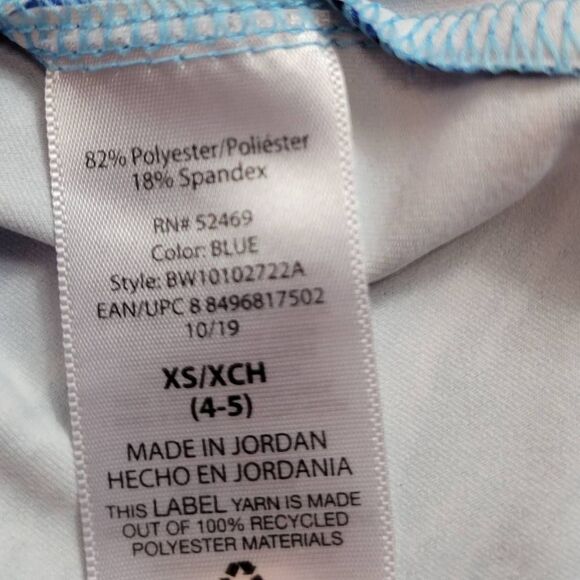 82% Polyester/Poliéster
18% Spandex
RN# 52469
Color: BLUE
Style: BW10102722A
EAN/UPC 8 8496817502
10/19
XS/XCH
(4-5)
MADE IN JORDAN
HECHO EN JORDANIA
THIS LABEL YARN IS MADE
OUT OF 100% RECYCLED
POLYESTER MATERIALS